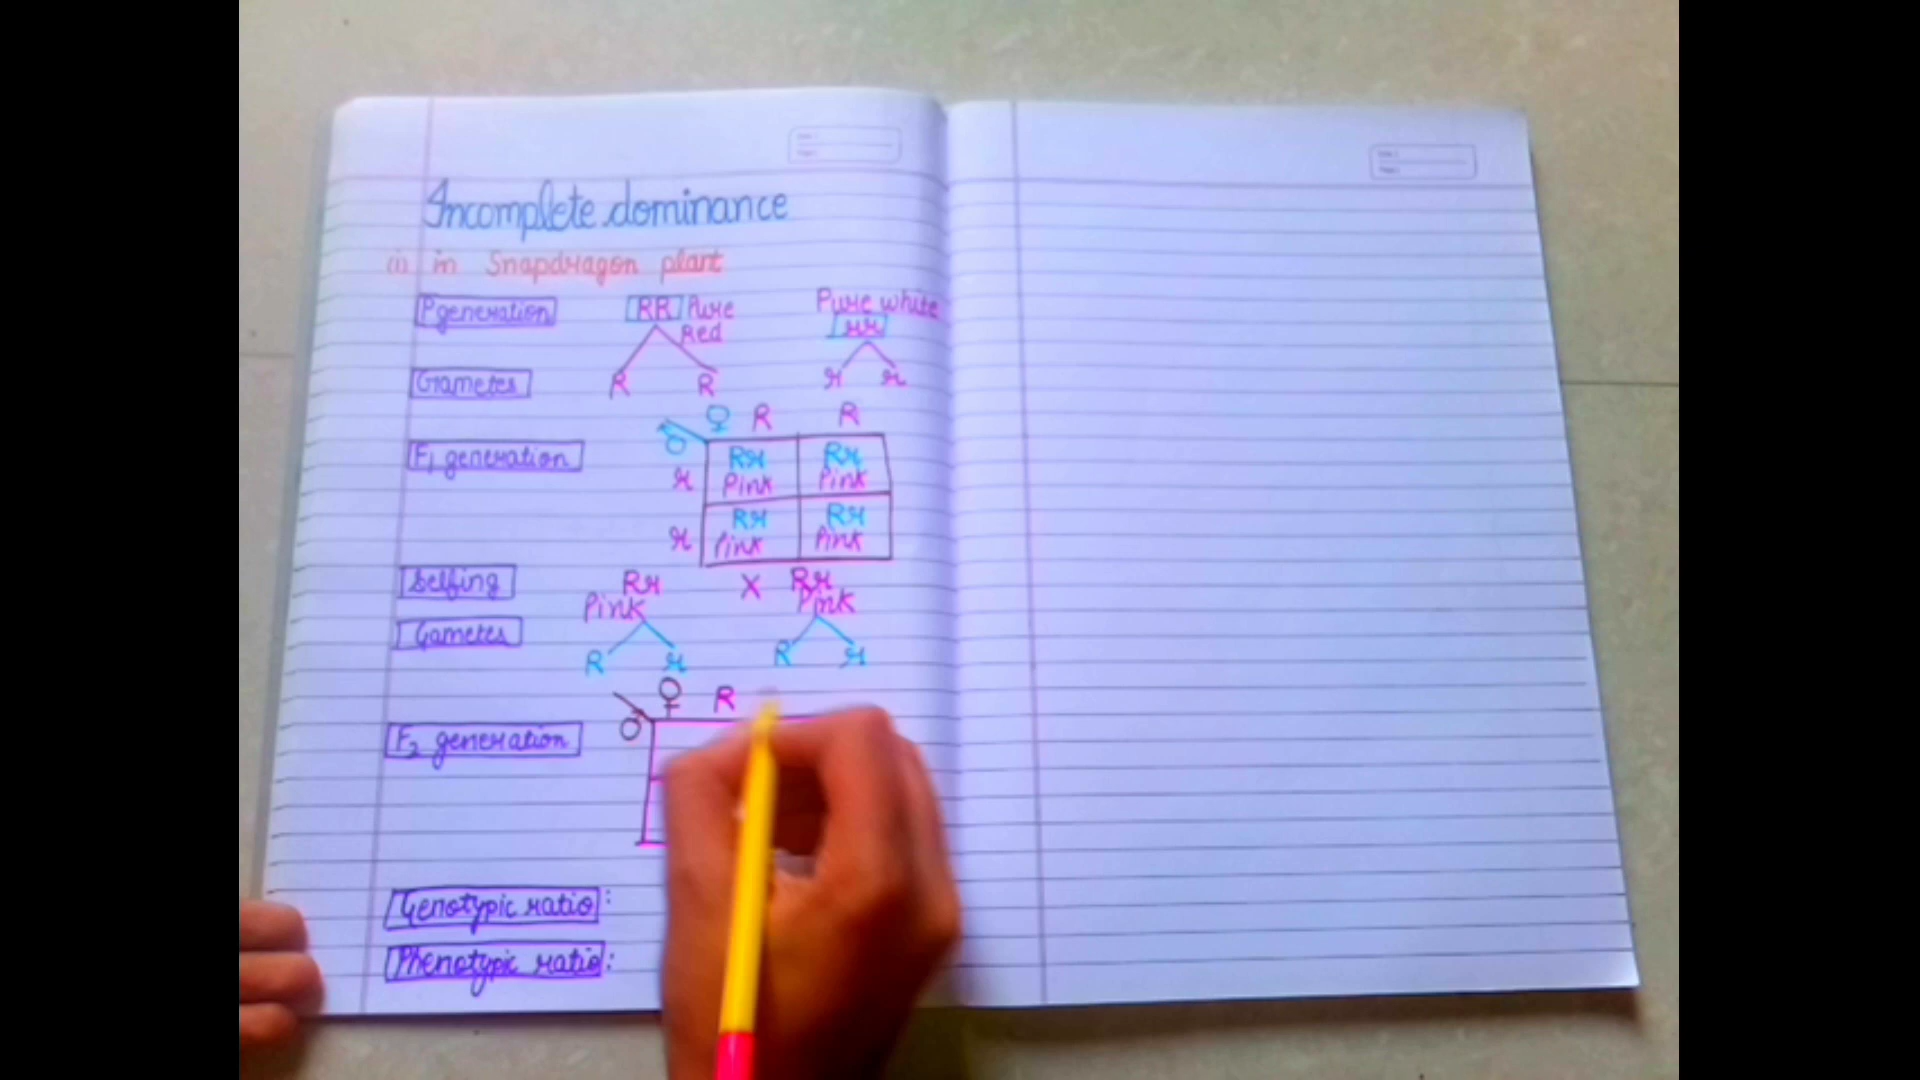 Incomplete dominance
(i) in Snapdragon plant
P generation RR Pure Pure white
Red rr
Gametes R R r r
♀ R R
♂
F1 generation Rr Rr
r Pink Pink
Rr Rr
r Pink Pink
Selfing Rr X Rr
Pink Pink
Gametes R r R r
♀ R
♂
F2 generation
Genotypic ratio:
Phenotypic ratio: